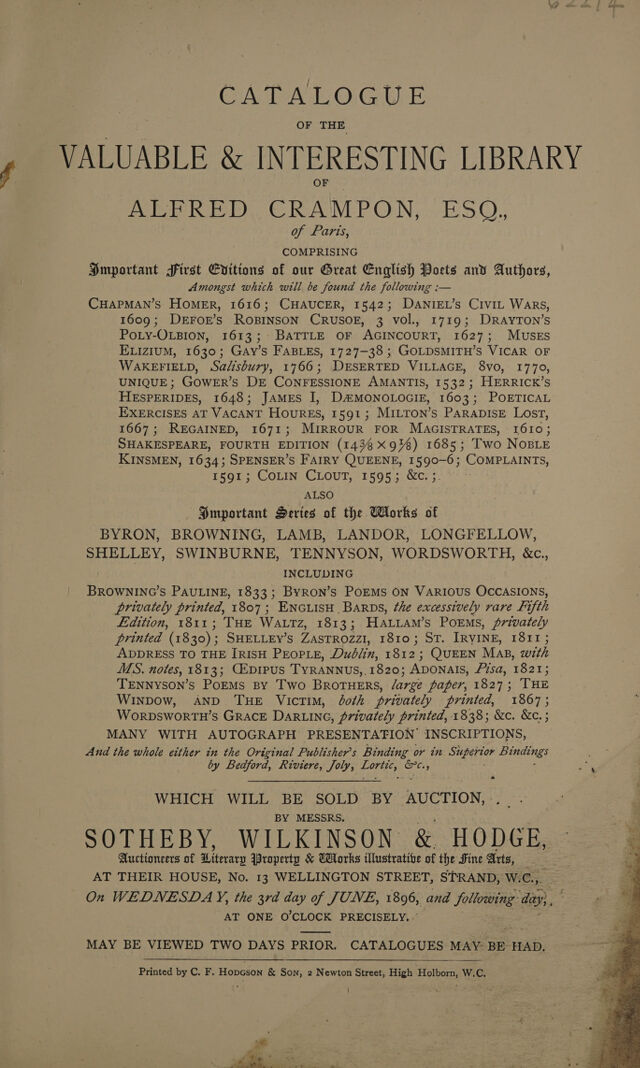 62214
CATALOGUE
OF THE
VALUABLE & INTERESTING LIBRARY
OF
ALFRED CRAMPON, ESQ.,
of Paris,
COMPRISING
Important First Editions of our Great English Poets and Authors,
Amongst which will be found the following :—
CHAPMAN'S HOMER, 1616; CHAUCER, 1542; DANIEL'S CIVIL WARS,
1609; DEFOE'S ROBINSON CRUSOE, 3 vol., 1719; DRAYTON'S
POLY-OLBION, 1613; BATTLE OF AGINCOURT, 1627; MUSES
ELIZIUM, 1630; GAY'S FABLES, 1727-38; GOLDSMITH'S VICAR OF
WAKEFIELD, Salisbury, 1766; DESERTED VILLAGE, 8vo, 1770,
UNIQUE; GOWER'S DE CONFESSIONE AMANTIS, 1532; HERRICK'S
HESPERIDES, 1648; JAMES I, DÆMONOLOGIE, 1603; POETICAL
EXERCISES AT VACANT HOURES, 1591; MILTON'S PARADISE LOST,
1667; REGAINED, 1671; MIRROUR FOR MAGISTRATES, 1610;
SHAKESPEARE, FOURTH EDITION (14⅜ × 9⅛) 1685; TWO NOBLE
KINSMEN, 1634; SPENSER'S FAIRY QUEENE, 1590-6; COMPLAINTS,
1591; COLIN CLOUT, 1595; &c.;
ALSO
Important Series of the Works of
BYRON, BROWNING, LAMB, LANDOR, LONGFELLOW,
SHELLEY, SWINBURNE, TENNYSON, WORDSWORTH, &c.,
INCLUDING
BROWNING'S PAULINE, 1833; BYRON'S POEMS ON VARIOUS OCCASIONS,
privately printed, 1807; ENGLISH BARDS, the excessively rare Fifth
Edition, 1811; THE WALTZ, 1813; HALLAM'S POEMS, privately
printed (1830); SHELLEY'S ZASTROZZI, 1810; ST. IRVINE, 1811;
ADDRESS TO THE IRISH PEOPLE, Dublin, 1812; QUEEN MAB, with
MS. notes, 1813; ŒDIPUS TYRANNUS, 1820; ADONAIS, Pisa, 1821;
TENNYSON'S POEMS BY TWO BROTHERS, large paper, 1827; THE
WINDOW, AND THE VICTIM, both privately printed, 1867;
WORDSWORTH'S GRACE DARLING, privately printed, 1838; &c. &c.;
MANY WITH AUTOGRAPH PRESENTATION INSCRIPTIONS,
And the whole either in the Original Publisher's Binding or in Superior Bindings
by Bedford, Riviere, Joly, Lortic, &c.,
WHICH WILL BE SOLD BY AUCTION,
BY MESSRS.
SOTHEBY, WILKINSON & HODGE,
Auctioneers of Literary Property & Works illustrative of the Fine Arts,
AT THEIR HOUSE, No. 13 WELLINGTON STREET, STRAND, W.C.,
On WEDNESDAY, the 3rd day of JUNE, 1896, and following day,
AT ONE O'CLOCK PRECISELY.
MAY BE VIEWED TWO DAYS PRIOR. CATALOGUES MAY BE HAD.
Printed by C. F. HODGSON & SON, 2 Newton Street, High Holborn, W.C.